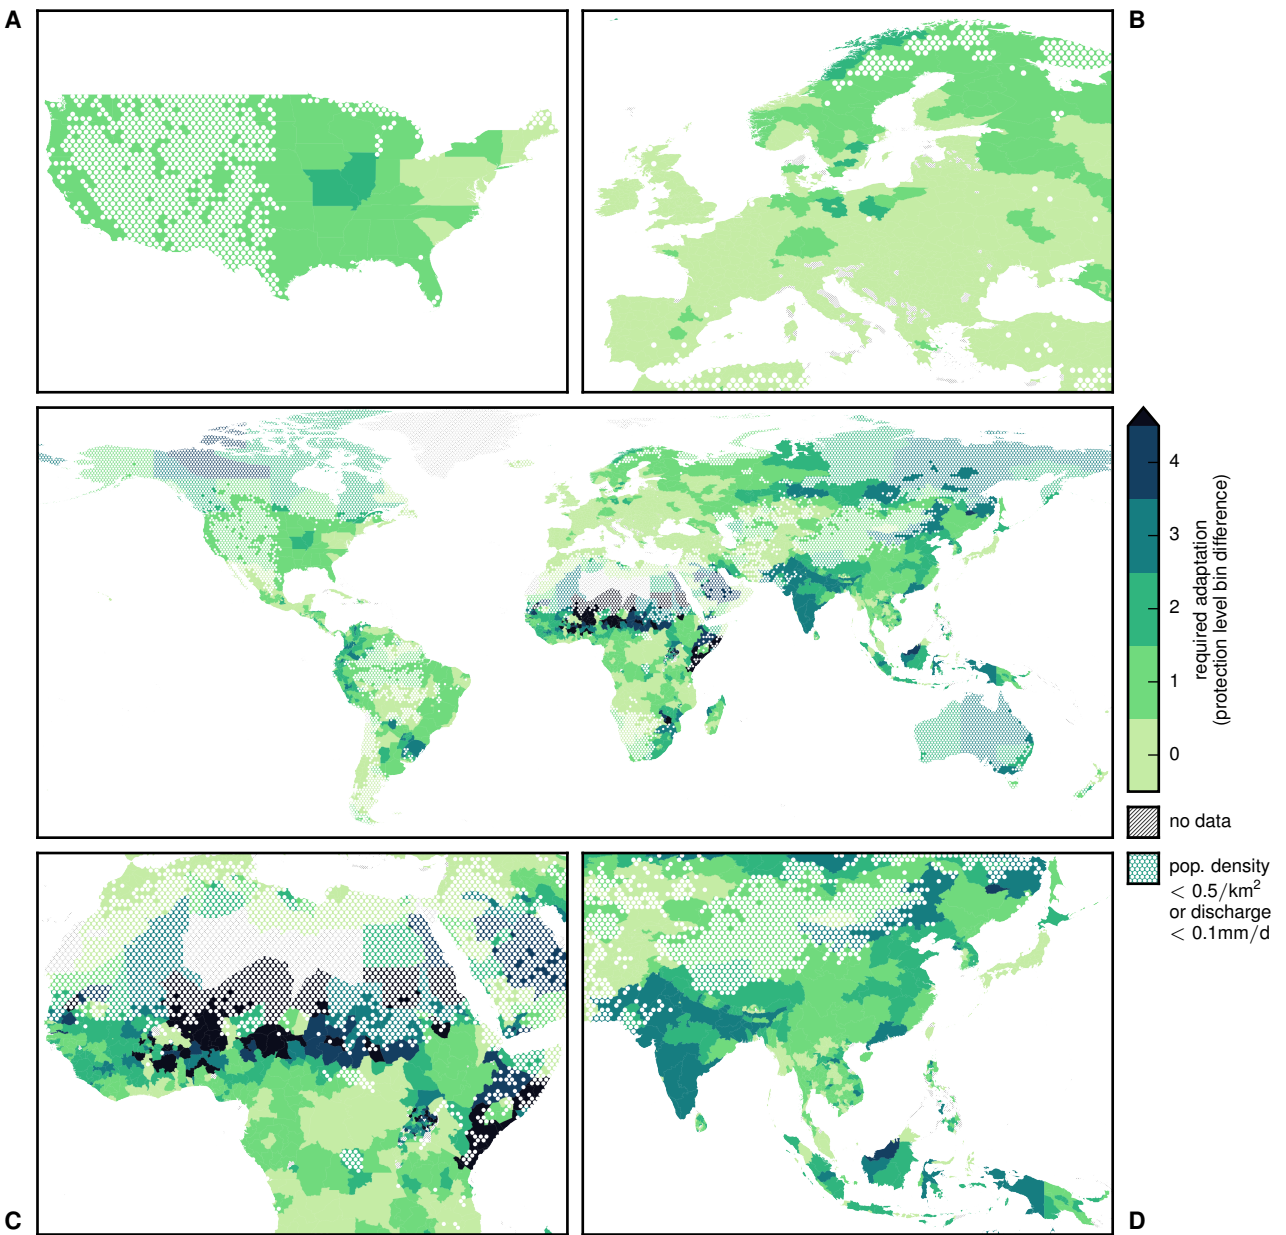 A
B
4
3
2
1
0
required adaptation
(protection level bin difference)
no data
pop. density
< 0.5/km²
or discharge
< 0.1mm/d
C
D